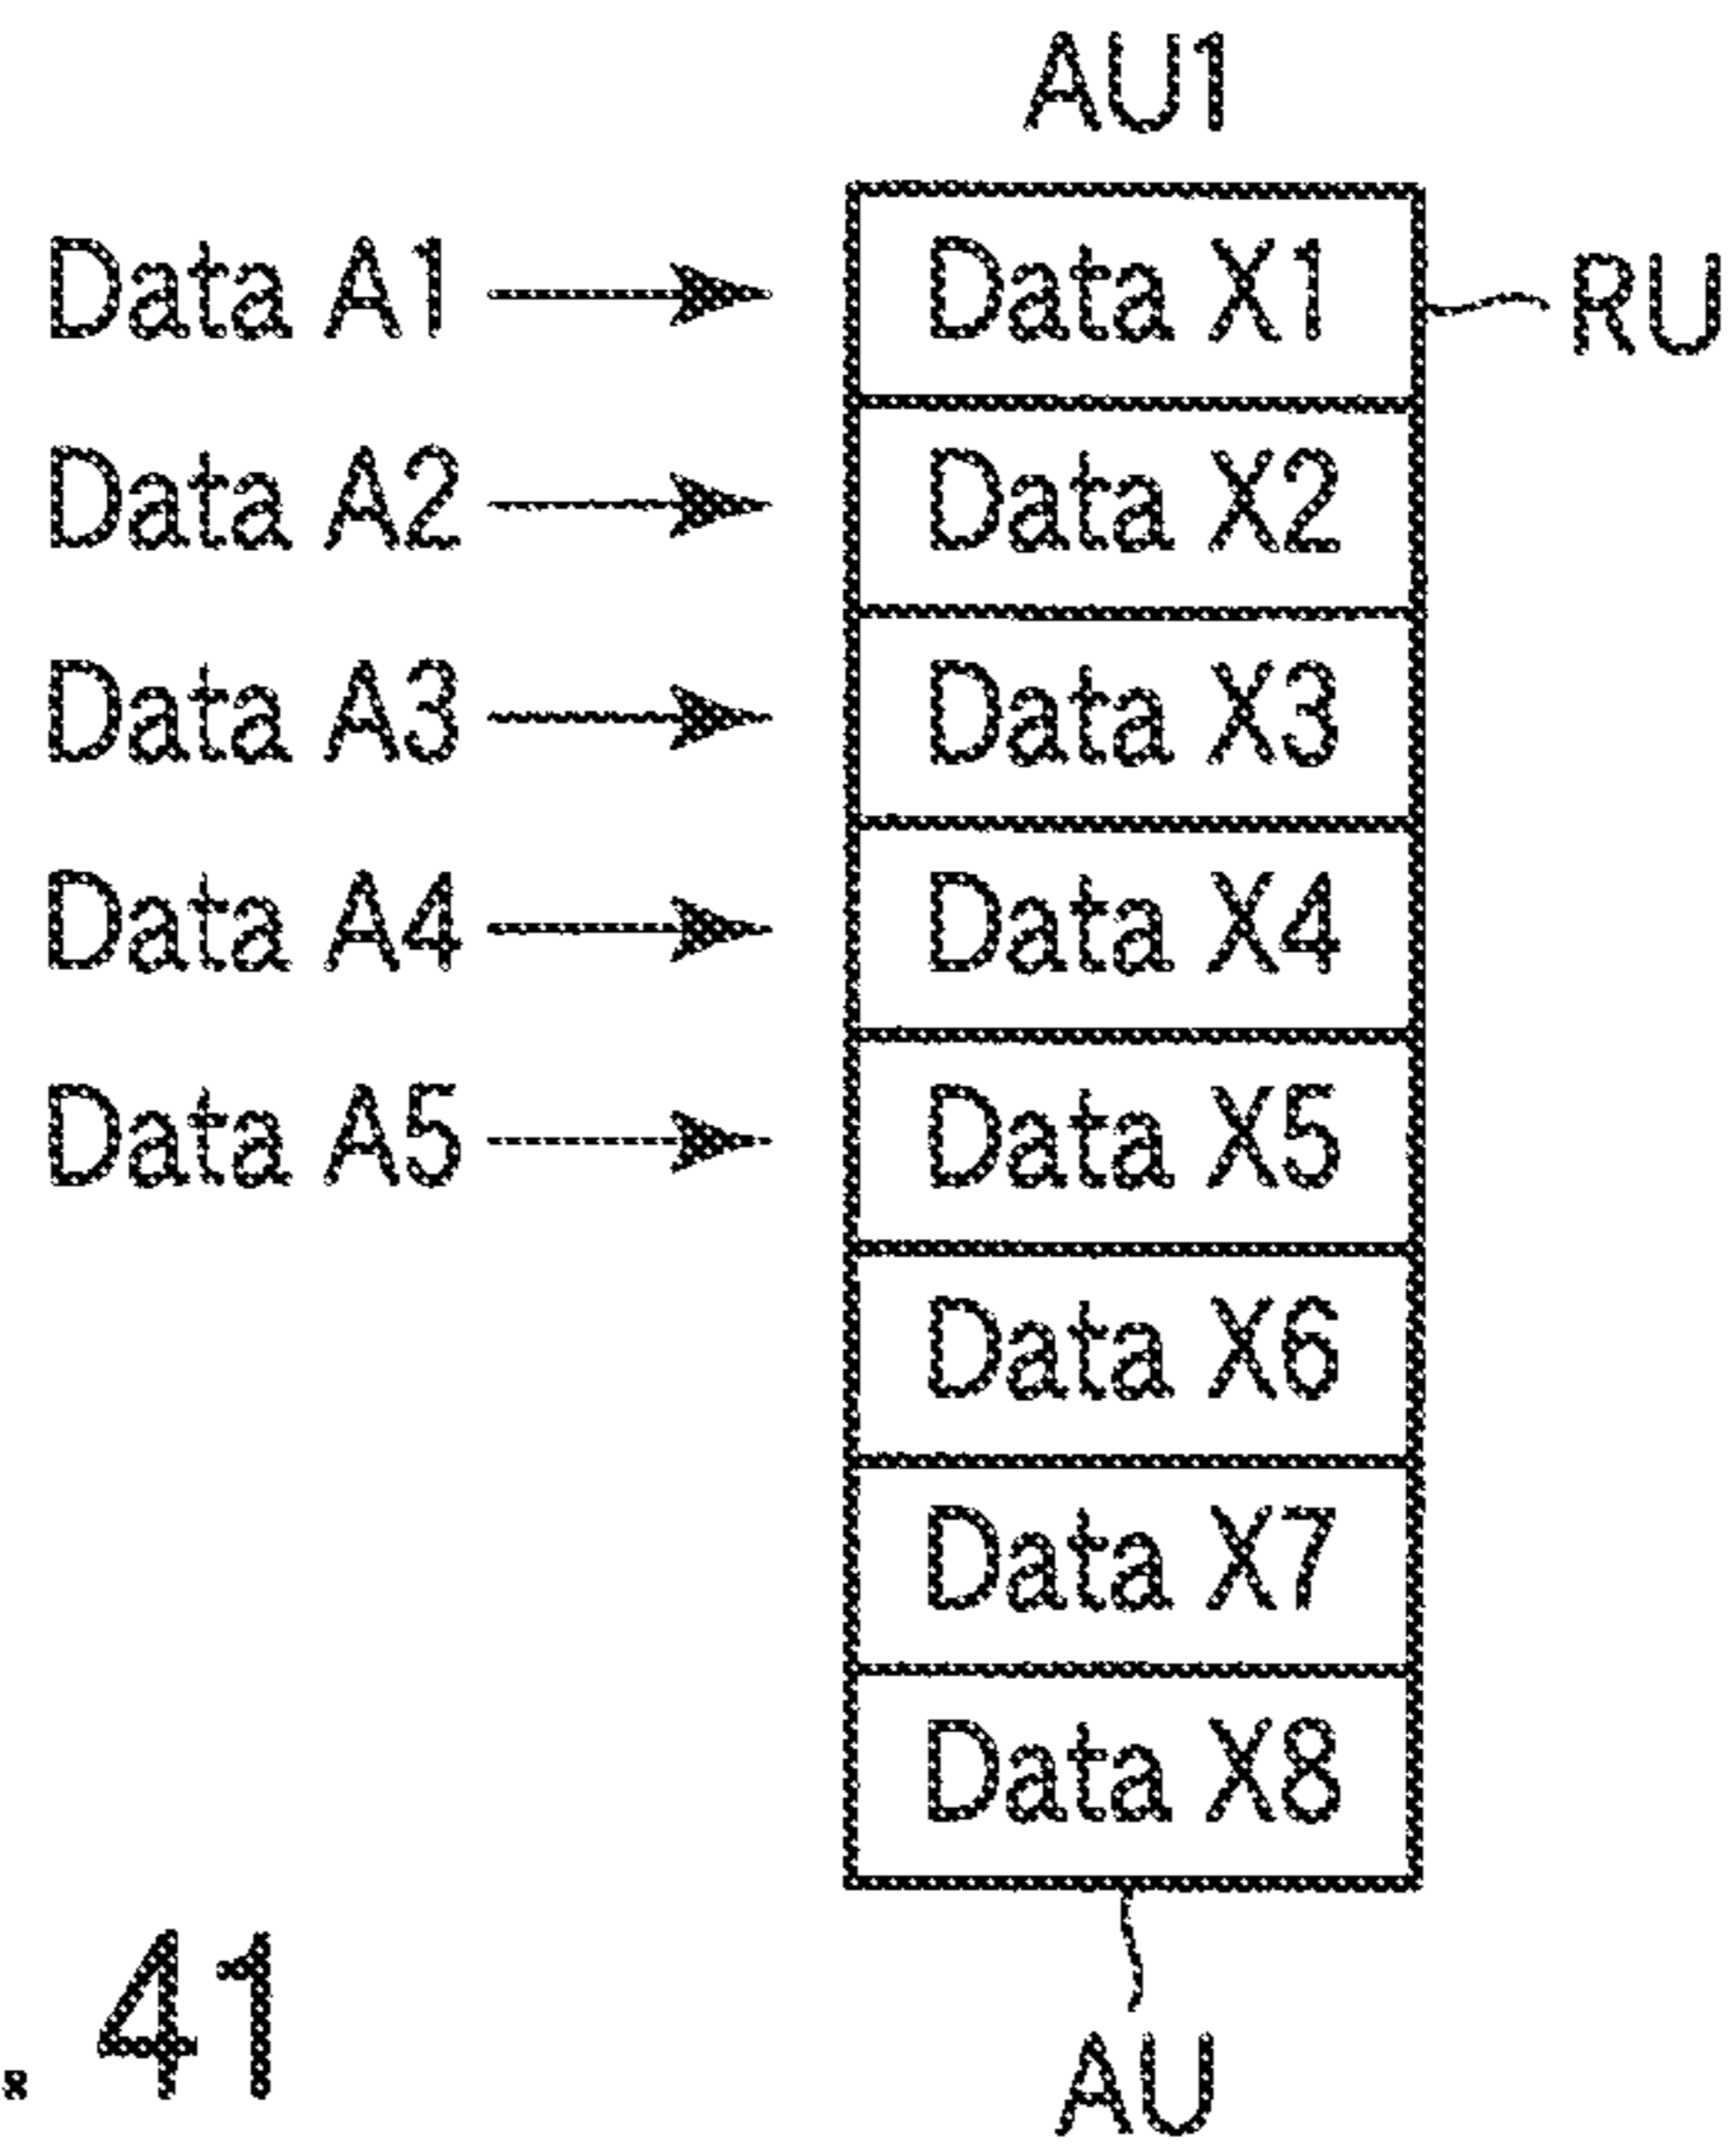 AU1
Data A1 Data X1 RU
Data A2 Data X2
Data A3 Data X3
Data A4 Data X4
Data A5 Data X5
Data X6
Data X7
Data X8
. 41
AU